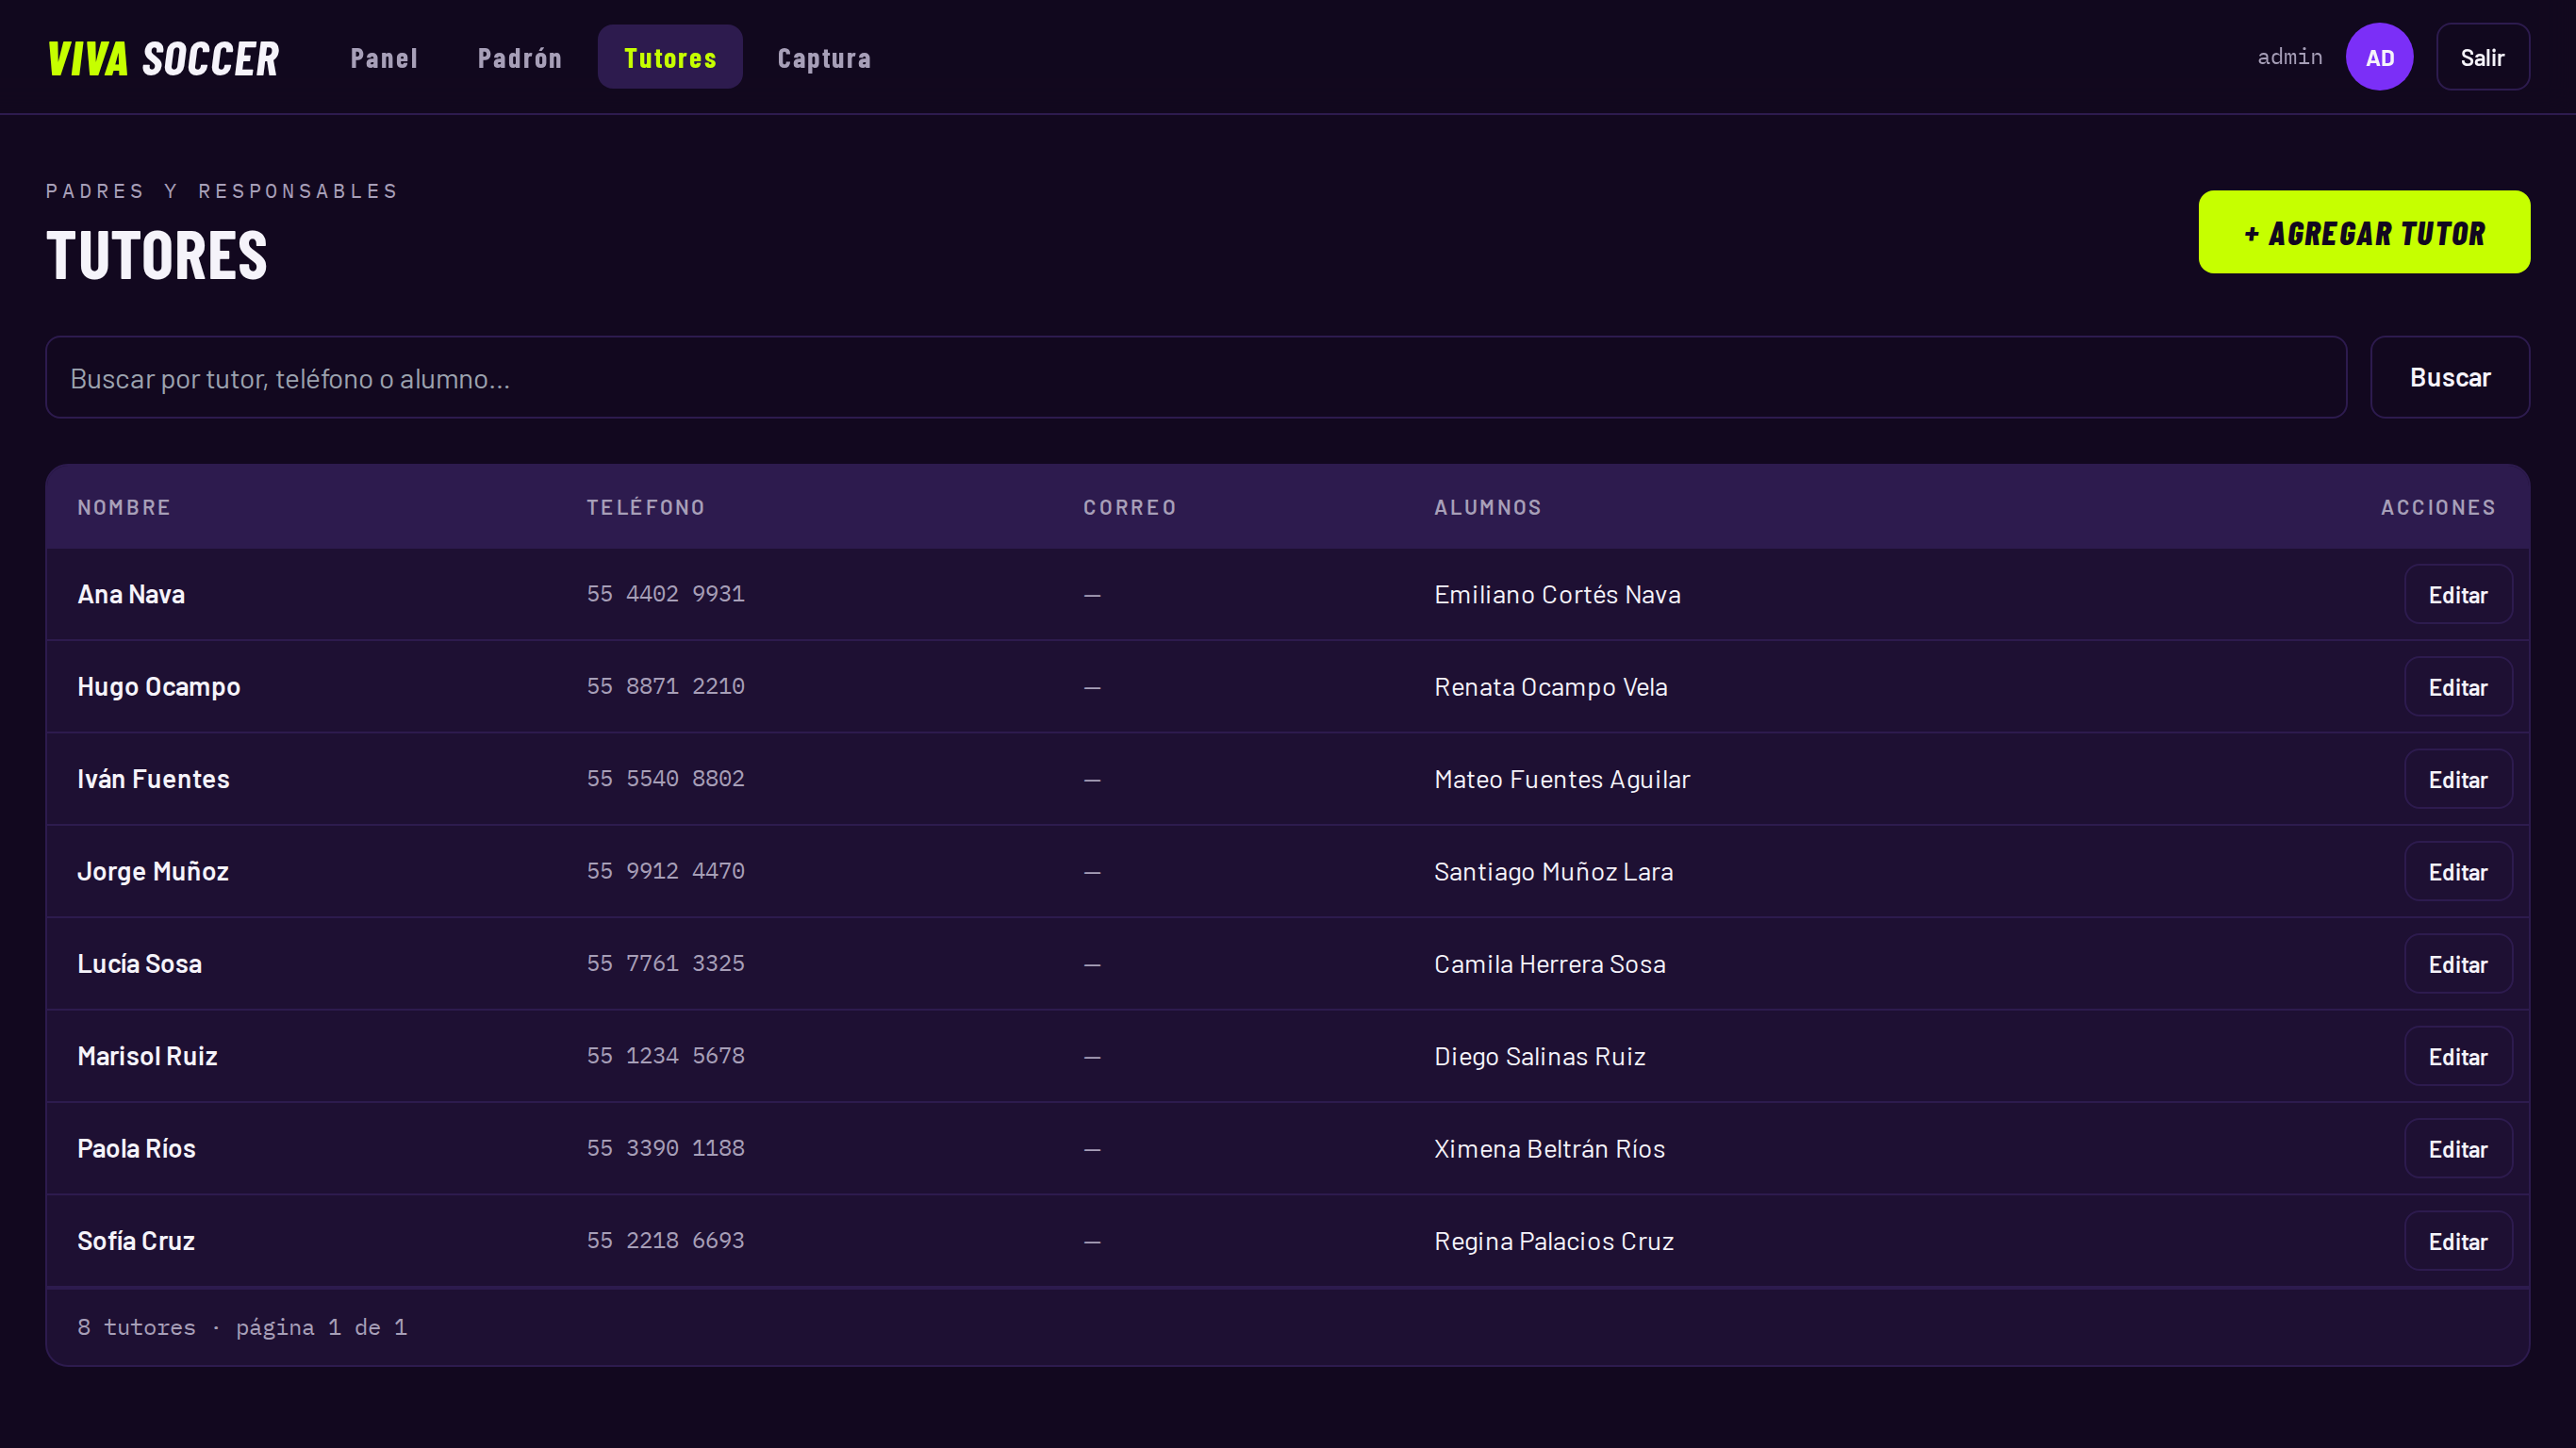 VIVA SOCCER Panel Padrón Tutores Captura admin AD Salir
PADRES Y RESPONSABLES
TUTORES
+ AGREGAR TUTOR
Buscar por tutor, teléfono o alumno... Buscar
NOMBRE TELÉFONO CORREO ALUMNOS ACCIONES
Ana Nava 55 4402 9931 — Emiliano Cortés Nava Editar
Hugo Ocampo 55 8871 2210 — Renata Ocampo Vela Editar
Iván Fuentes 55 5540 8802 — Mateo Fuentes Aguilar Editar
Jorge Muñoz 55 9912 4470 — Santiago Muñoz Lara Editar
Lucía Sosa 55 7761 3325 — Camila Herrera Sosa Editar
Marisol Ruiz 55 1234 5678 — Diego Salinas Ruiz Editar
Paola Ríos 55 3390 1188 — Ximena Beltrán Ríos Editar
Sofía Cruz 55 2218 6693 — Regina Palacios Cruz Editar
8 tutores · página 1 de 1